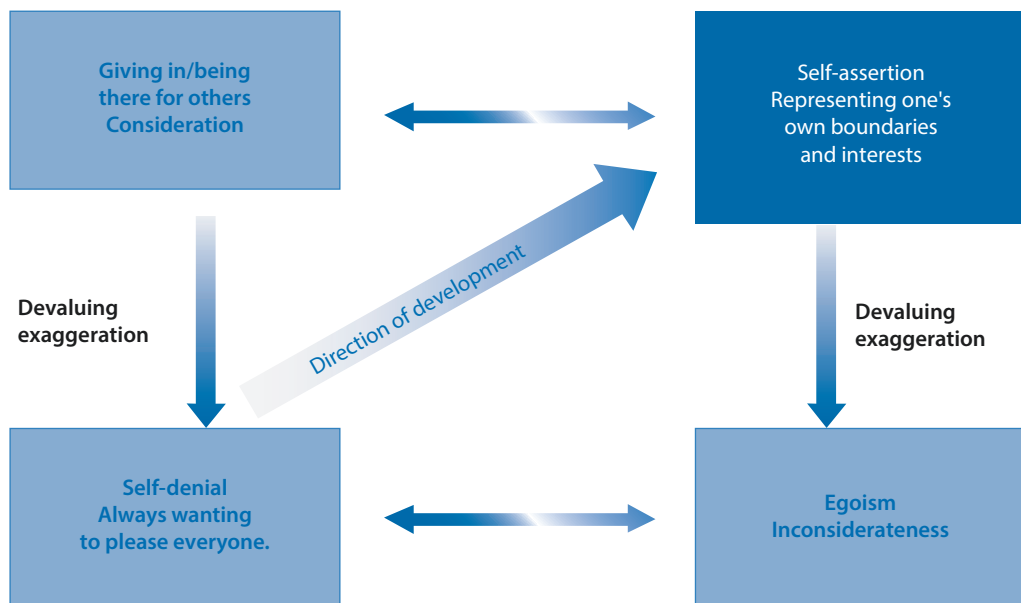 Giving in/being
there for others
Consideration
Self-assertion
Representing one's
own boundaries
and interests
Devaluing
exaggeration
Direction of development
Devaluing
exaggeration
Self-denial
Always wanting
to please everyone.
Egoism
Inconsiderateness